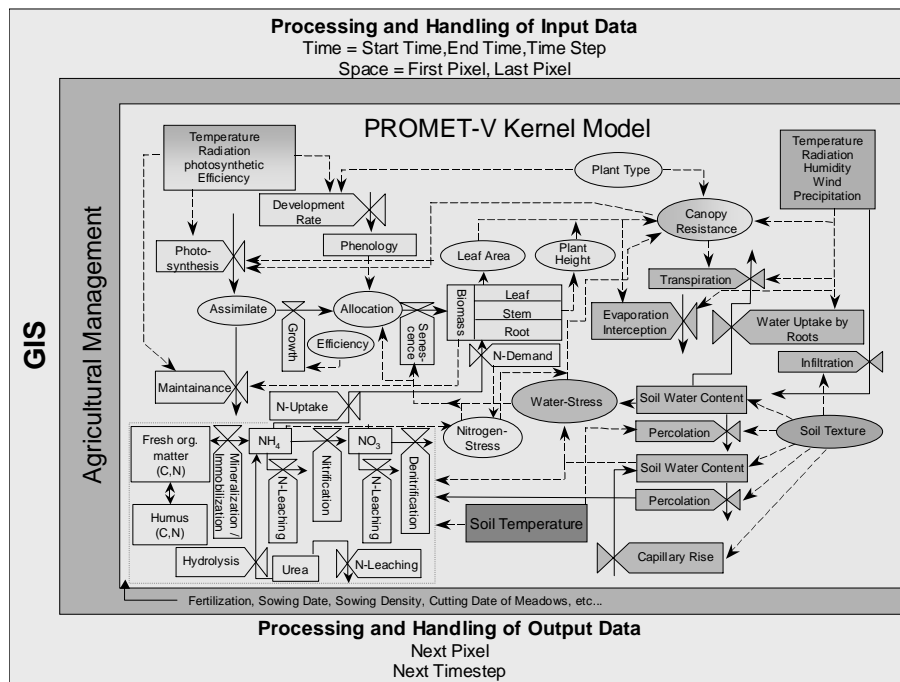 Processing and Handling of Input Data
Time = Start Time,End Time,Time Step
Space = First Pixel, Last Pixel
GIS
Agricultural Management
PROMET-V Kernel Model
Temperature
Radiation
photosynthetic
Efficiency
Plant Type
Temperature
Radiation
Humidity
Wind
Precipitation
Development
Rate
Canopy
Resistance
Photo-
synthesis
Phenology
Leaf Area
Plant
Height
Transpiration
Assimilate
Growth
Allocation
Efficiency
Senes-
cence
Biomass
Leaf
Stem
Root
Evaporation
Interception
Water Uptake by
Roots
N-Demand
Infiltration
Maintainance
N-Uptake
Water-Stress
Soil Water Content
Nitrogen-
Stress
Percolation
Soil Texture
Fresh org.
matter
(C,N)
Mineralization /
Immobilization
NH4
N-Leaching
Nitrification
NO3
N-Leaching
Denitrification
Soil Water Content
Percolation
Humus
(C,N)
Soil Temperature
Hydrolysis
Urea
N-Leaching
Capillary Rise
Fertilization, Sowing Date, Sowing Density, Cutting Date of Meadows, etc...
Processing and Handling of Output Data
Next Pixel
Next Timestep